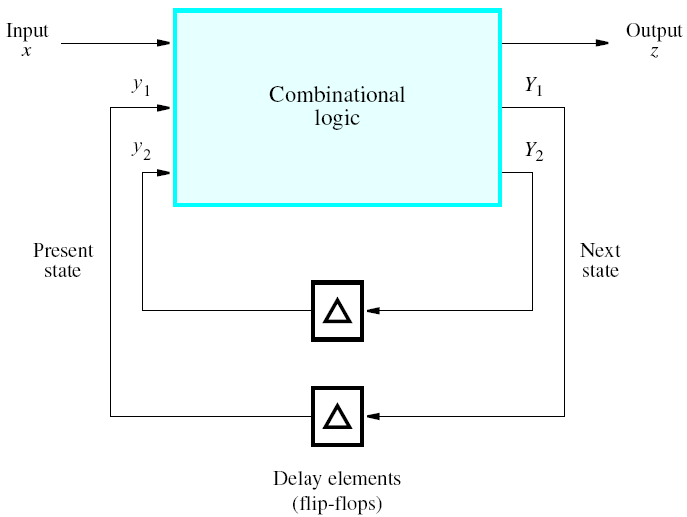 Input
x
Output
z
Combinational
logic
y1
Y1
y2
Y2
Present
state
Next
state
Δ
Δ
Delay elements
(flip-flops)